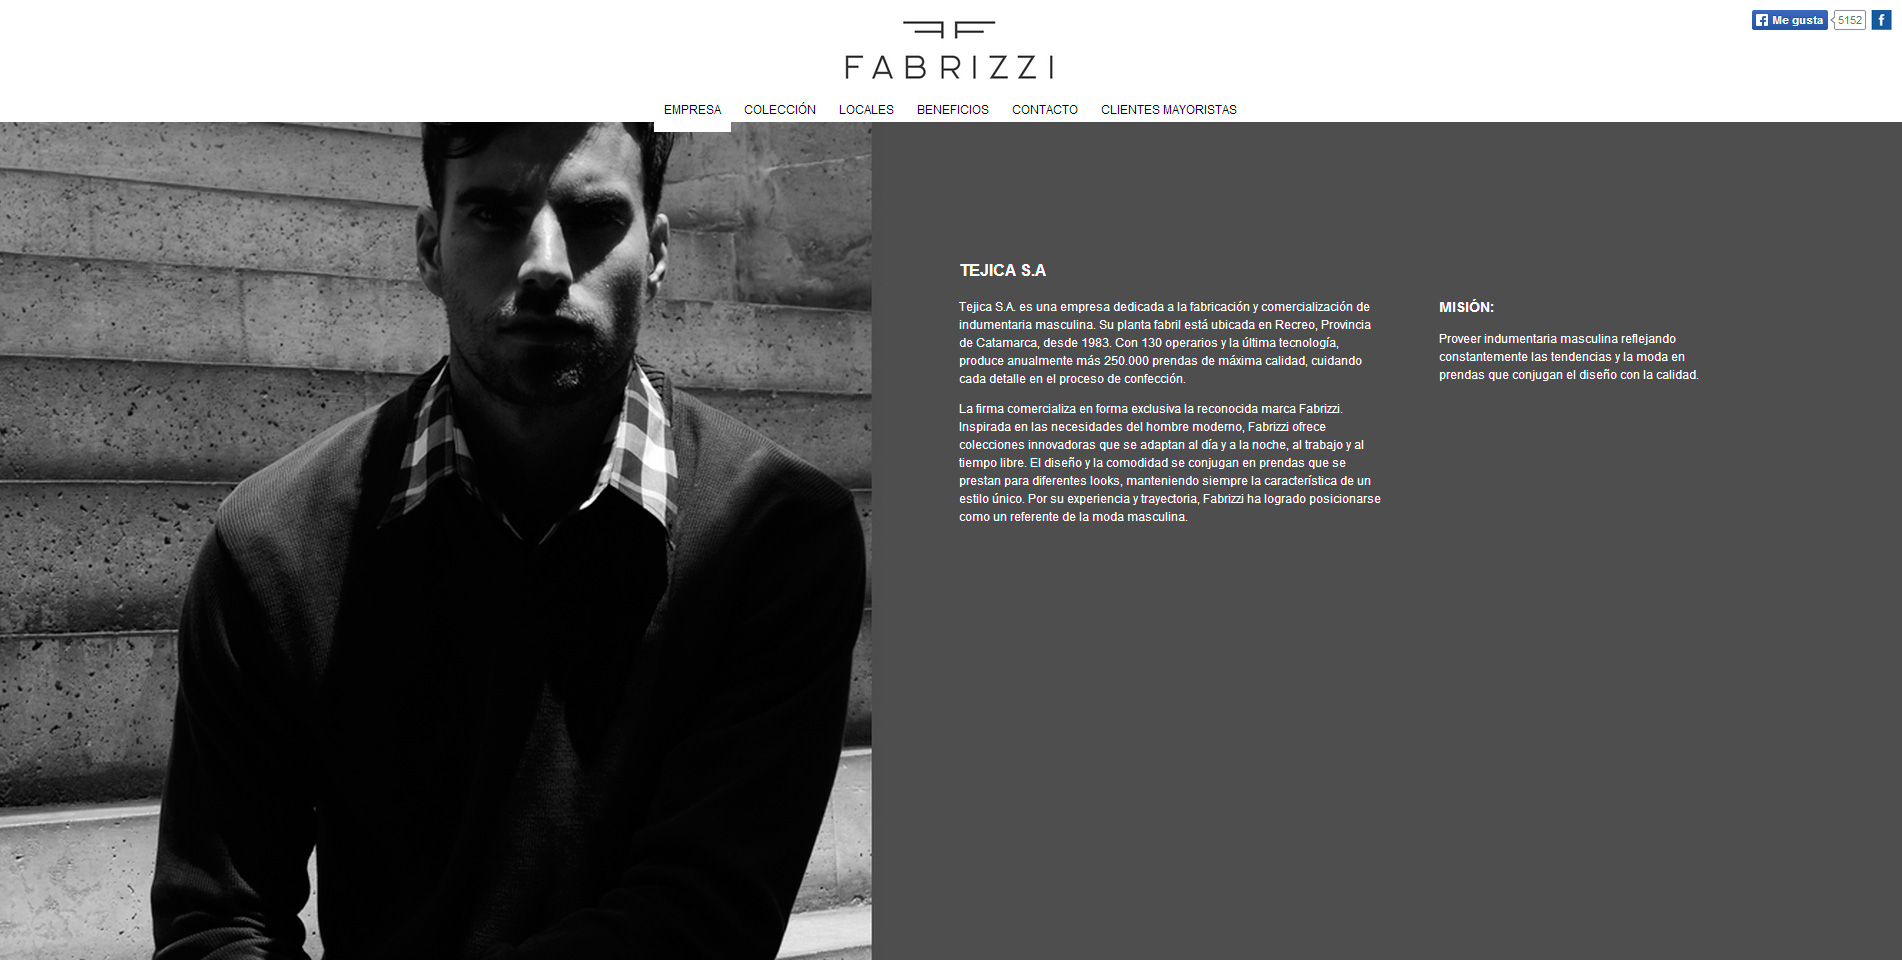 FABRIZZI
Me gusta
5152
f
EMPRESA COLECCIÓN LOCALES BENEFICIOS CONTACTO CLIENTES MAYORISTAS
TEJICA S.A
Tejica S.A. es una empresa dedicada a la fabricación y comercialización de
indumentaria masculina. Su planta fabril está ubicada en Recreo, Provincia
de Catamarca, desde 1983. Con 130 operarios y la última tecnología,
produce anualmente más 250.000 prendas de máxima calidad, cuidando
cada detalle en el proceso de confección.
La firma comercializa en forma exclusiva la reconocida marca Fabrizzi.
Inspirada en las necesidades del hombre moderno, Fabrizzi ofrece
colecciones innovadoras que se adaptan al día y a la noche, al trabajo y al
tiempo libre. El diseño y la comodidad se conjugan en prendas que se
prestan para diferentes looks, manteniendo siempre la característica de un
estilo único. Por su experiencia y trayectoria, Fabrizzi ha logrado posicionarse
como un referente de la moda masculina.
MISIÓN:
Proveer indumentaria masculina reflejando
constantemente las tendencias y la moda en
prendas que conjugan el diseño con la calidad.